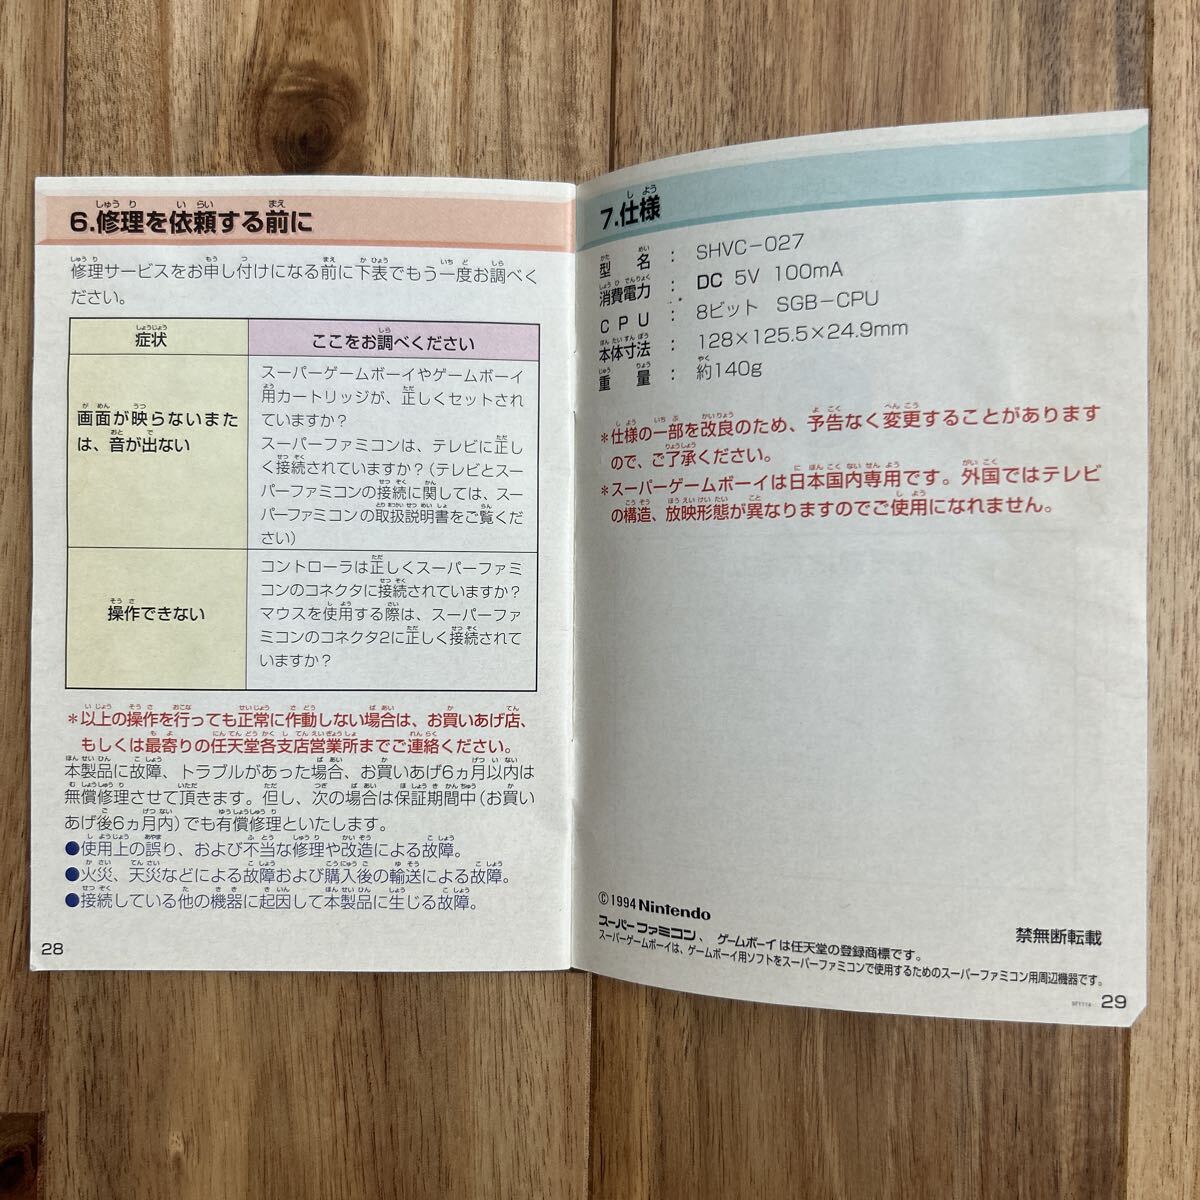 6.修理を依頼する前に
修理サービスをお申し付けになる前に下表でもう一度お調べく
ださい。
症状
ここをお調べください
画面が映らないまた
は、音が出ない
スーパーゲームボーイやゲームボーイ
用カートリッジが、正しくセットされ
ていますか？
スーパーファミコンは、テレビに正し
く接続されていますか？（テレビとスー
パーファミコンの接続に関しては、スー
パーファミコンの取扱説明書をご覧くだ
さい）
操作できない
コントローラは正しくスーパーファミ
コンのコネクタに接続されていますか？
マウスを使用する際は、スーパーファ
ミコンのコネクタ2に正しく接続されて
いますか？
＊以上の操作を行っても正常に作動しない場合は、お買いあげ店、
もしくは最寄りの任天堂各支店営業所までご連絡ください。
本製品に故障、トラブルがあった場合、お買いあげ6ヵ月以内は
無償修理させて頂きます。但し、次の場合は保証期間中（お買い
あげ後6ヵ月内）でも有償修理といたします。
●使用上の誤り、および不当な修理や改造による故障。
●火災、天災などによる故障および購入後の輸送による故障。
●接続している他の機器に起因して本製品に生じる故障。
28
7.仕様
型名：SHVC-027
消費電力：DC 5V 100mA
CPU：8ビット SGB-CPU
本体寸法：128×125.5×24.9mm
重量：約140g
＊仕様の一部を改良のため、予告なく変更することがあります
ので、ご了承ください。
＊スーパーゲームボーイは日本国内専用です。外国ではテレビ
の構造、放映形態が異なりますのでご使用になれません。
©1994 Nintendo
スーパーファミコン、ゲームボーイは任天堂の登録商標です。
禁無断転載
スーパーゲームボーイは、ゲームボーイ用ソフトをスーパーファミコンで使用するためのスーパーファミコン用周辺機器です。
29